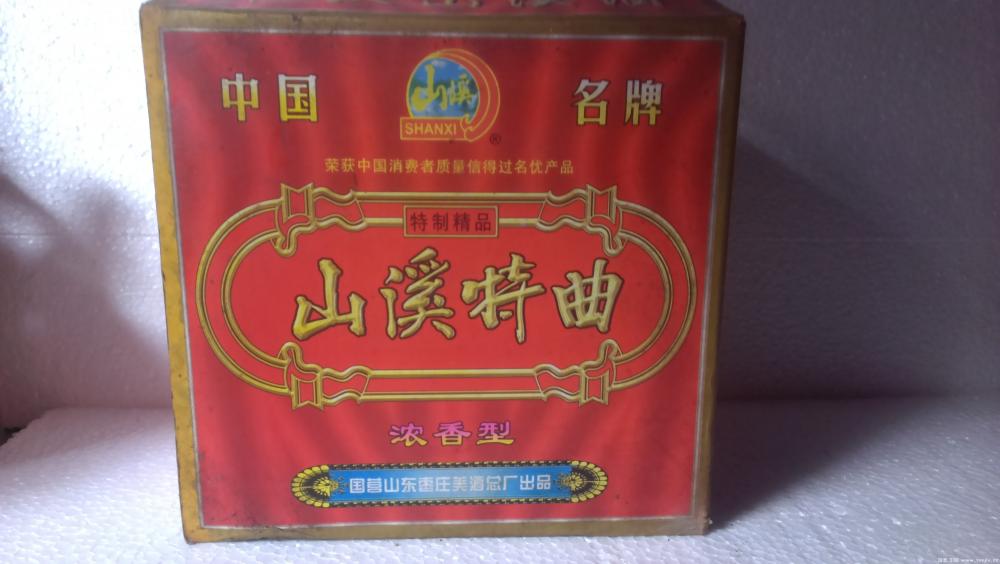 中国 名牌
山溪
SHANXI
®
荣获中国消费者质量信得过名优产品
特制精品
山溪特曲
浓香型
国营山东枣庄美酒总厂出品